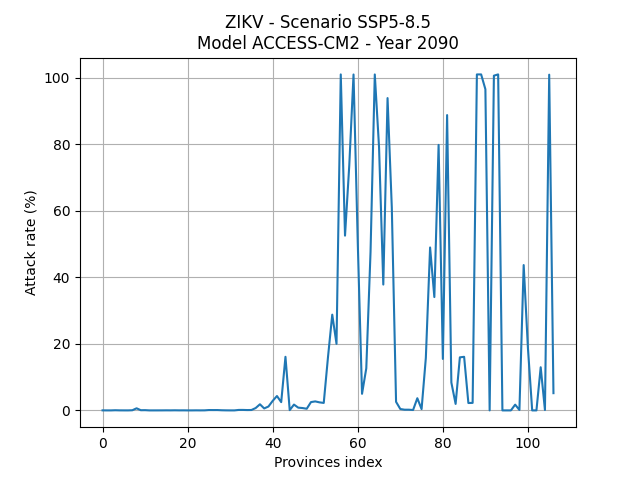 ZIKV - Scenario SSP5-8.5
Model ACCESS-CM2 - Year 2090
100
80
60
40
20
0
Attack rate (%)
0 20 40 60 80 100
Provinces index